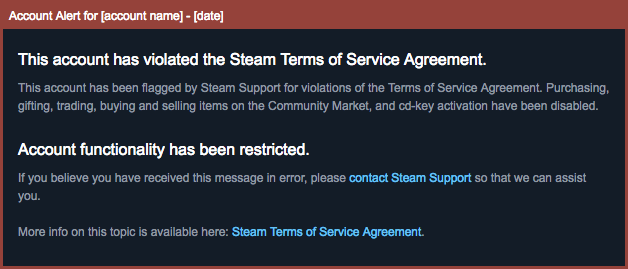 Account Alert for [account name] - [date]
This account has violated the Steam Terms of Service Agreement.
This account has been flagged by Steam Support for violations of the Terms of Service Agreement. Purchasing,
gifting, trading, buying and selling items on the Community Market, and cd-key activation have been disabled.
Account functionality has been restricted.
If you believe you have received this message in error, please contact Steam Support so that we can assist
you.
More info on this topic is available here: Steam Terms of Service Agreement.